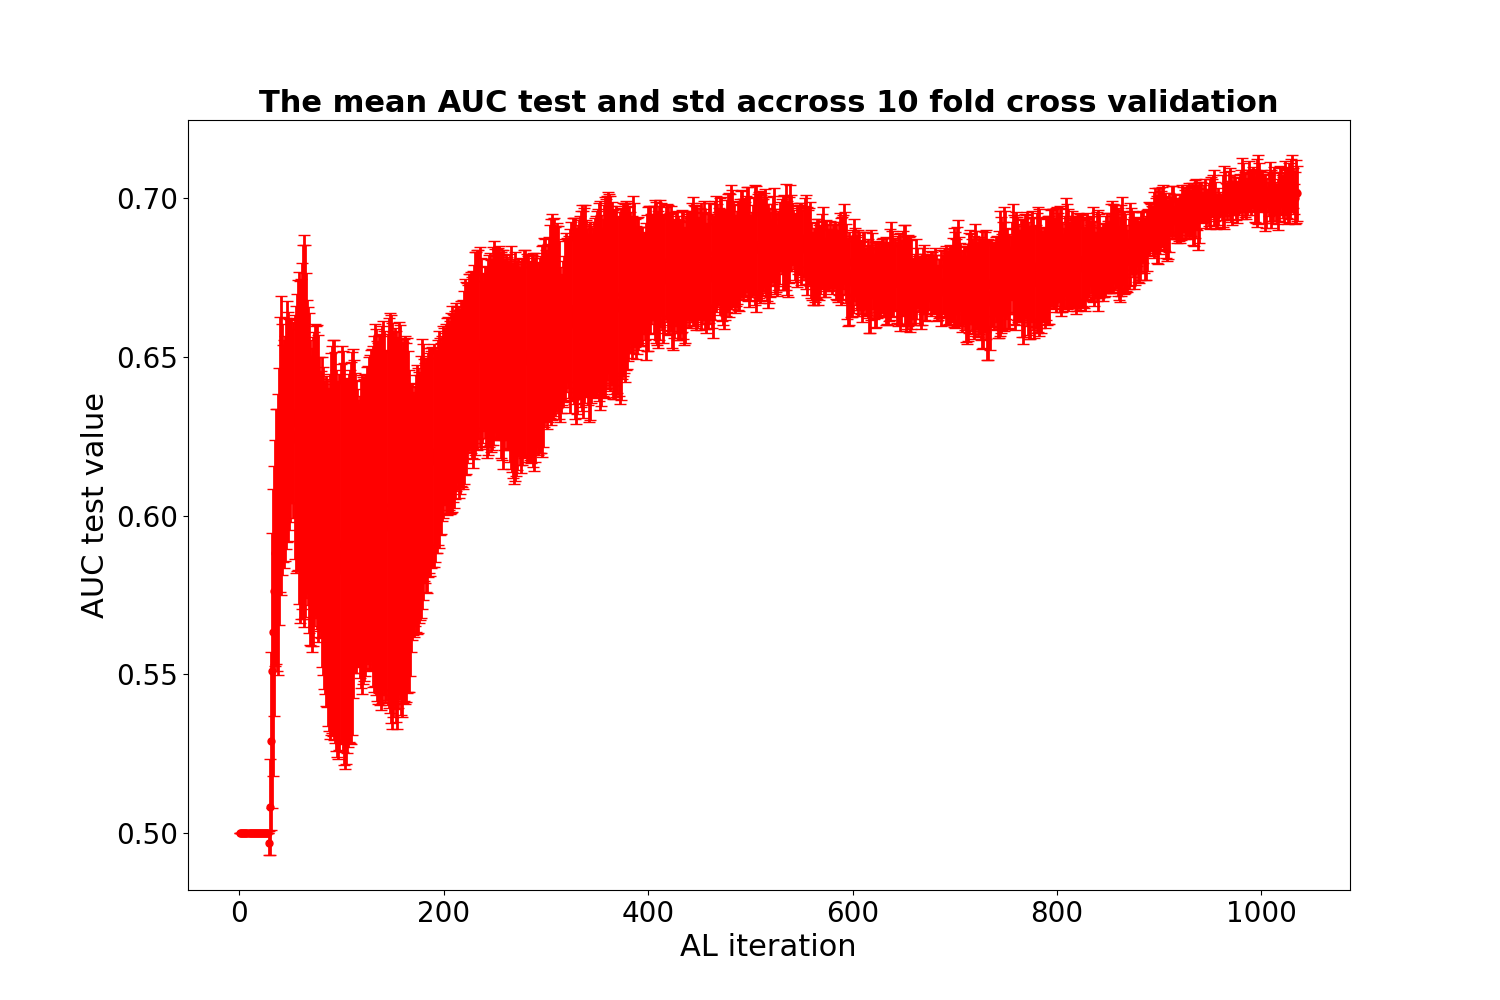 The mean AUC test and std accross 10 fold cross validation
0.70
0.65
0.60
0.55
0.50
AUC test value
0 200 400 600 800 1000
AL iteration